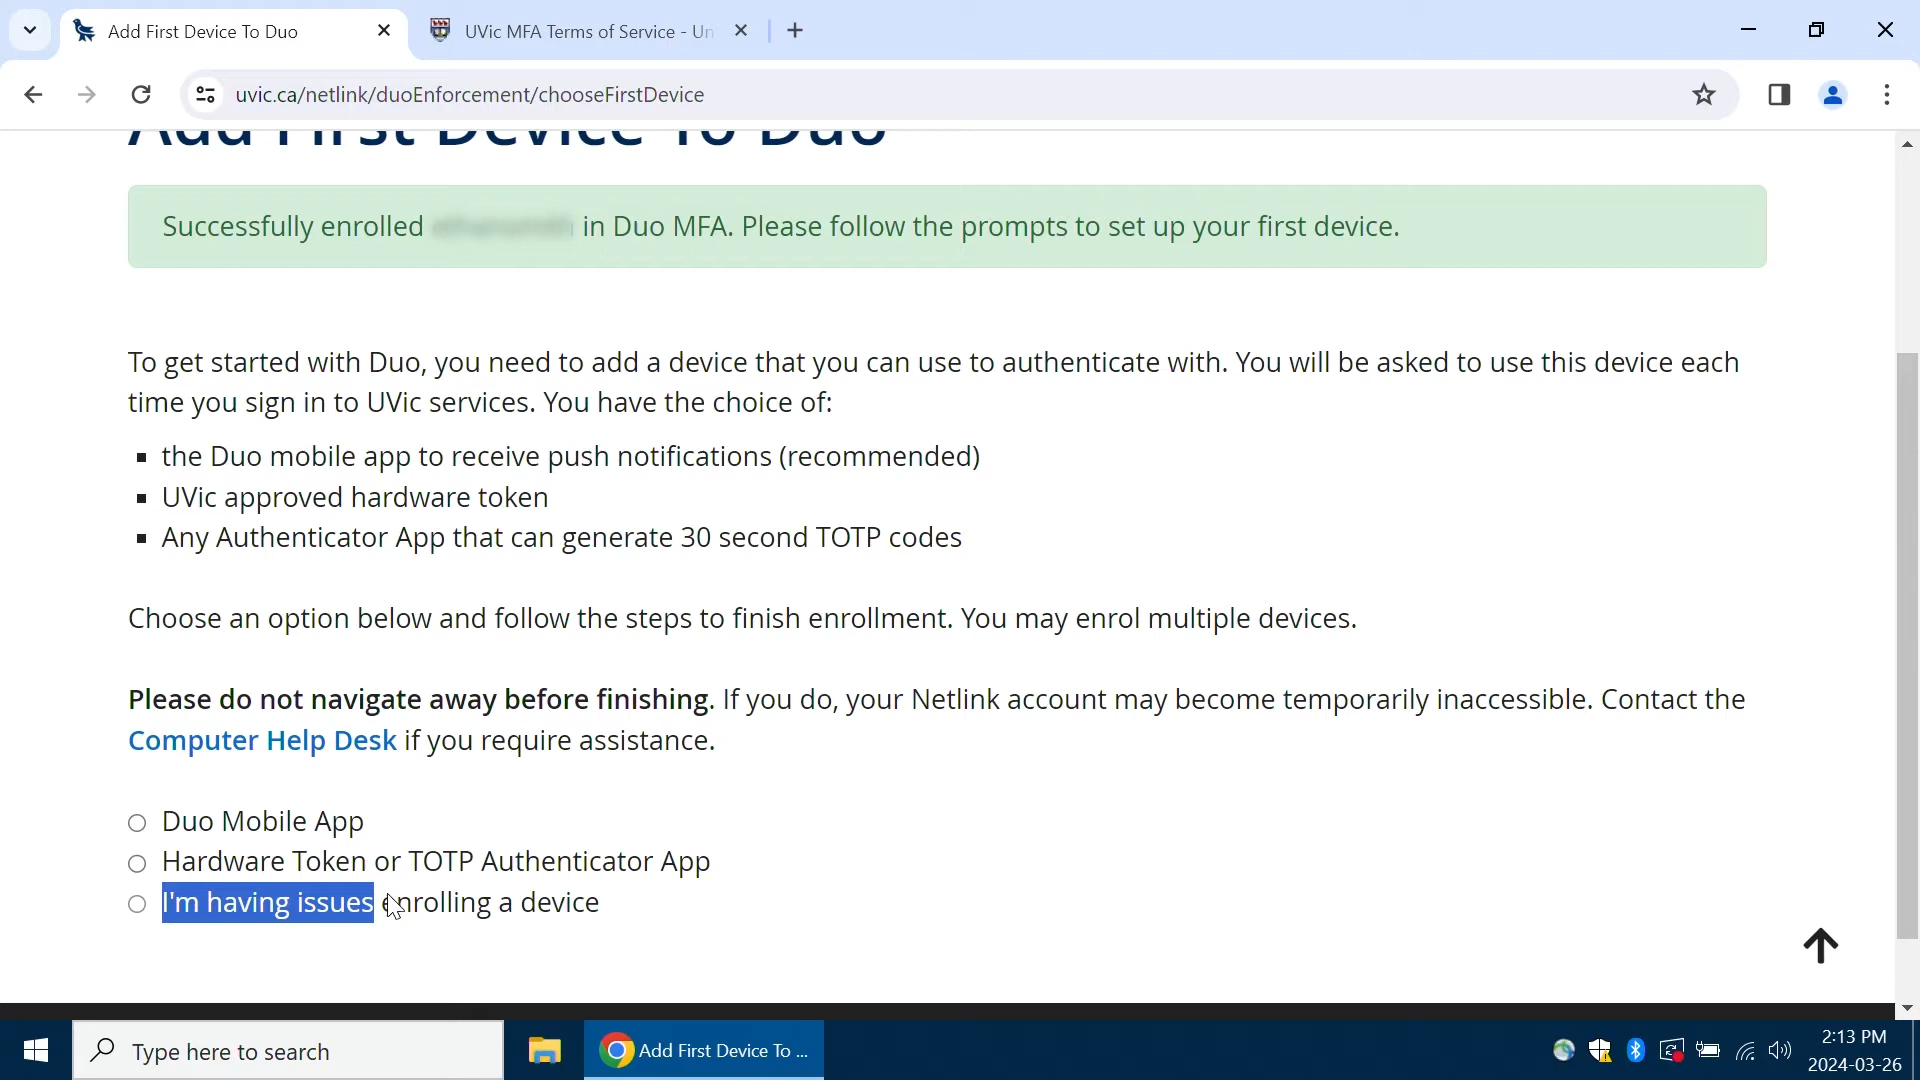 Add First Device To Duo
UVic MFA Terms of Service - Un
uvic.ca/netlink/duoEnforcement/chooseFirstDevice
Add First Device To Duo
Successfully enrolled in Duo MFA. Please follow the prompts to set up your first device.
To get started with Duo, you need to add a device that you can use to authenticate with. You will be asked to use this device each
time you sign in to UVic services. You have the choice of:
the Duo mobile app to receive push notifications (recommended)
UVic approved hardware token
Any Authenticator App that can generate 30 second TOTP codes
Choose an option below and follow the steps to finish enrollment. You may enrol multiple devices.
Please do not navigate away before finishing. If you do, your Netlink account may become temporarily inaccessible. Contact the
Computer Help Desk if you require assistance.
Duo Mobile App
Hardware Token or TOTP Authenticator App
I'm having issues enrolling a device
Type here to search
Add First Device To ...
2:13 PM
2024-03-26